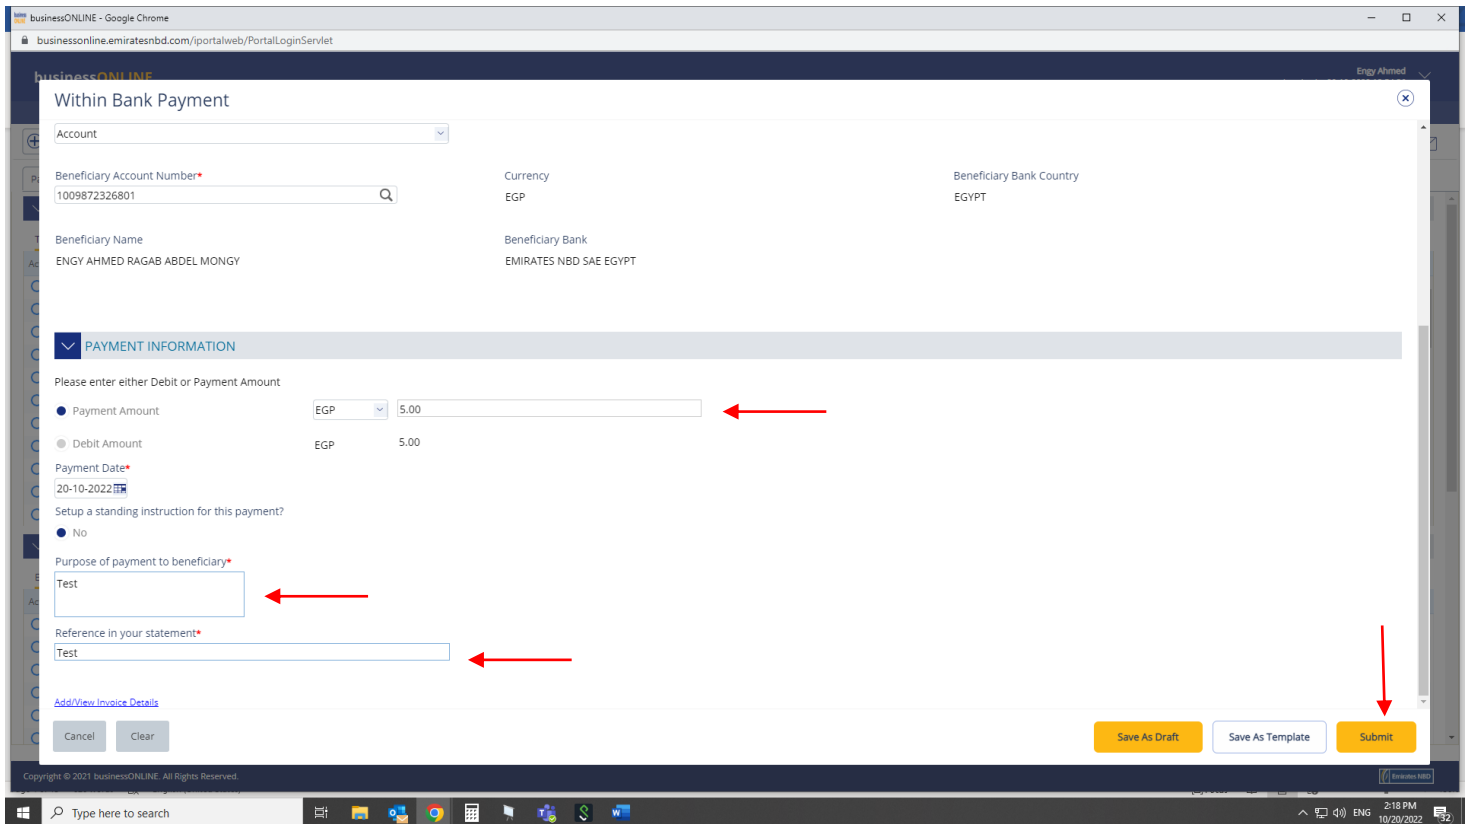 businessONLINE - Google Chrome
businessonline.emiratesnbd.com/iportalweb/PortalLoginServlet
businessONLINE
Engy Ahmed
Within Bank Payment
Account
Beneficiary Account Number* Currency Beneficiary Bank Country
1009872326801 EGP EGYPT
Beneficiary Name Beneficiary Bank
ENGY AHMED RAGAB ABDEL MONGY EMIRATES NBD SAE EGYPT
PAYMENT INFORMATION
Please enter either Debit or Payment Amount
Payment Amount EGP 5.00
Debit Amount EGP 5.00
Payment Date*
20-10-2022
Setup a standing instruction for this payment?
No
Purpose of payment to beneficiary*
Test
Reference in your statement*
Test
Add/View Invoice Details
Cancel Clear Save As Draft Save As Template Submit
Copyright © 2021 businessONLINE. All Rights Reserved. Emirates NBD
Type here to search ENG 2:18 PM
10/20/2022 32